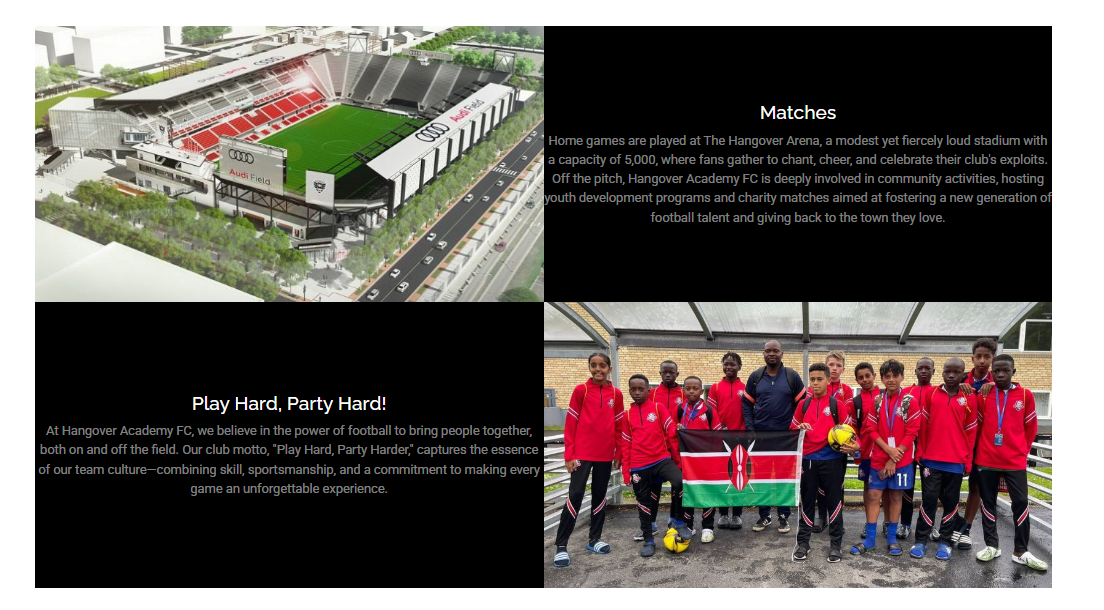 Audi
Audi Field
Audi Field
Matches
Home games are played at The Hangover Arena, a modest yet fiercely loud stadium with
a capacity of 5,000, where fans gather to chant, cheer, and celebrate their club's exploits.
Off the pitch, Hangover Academy FC is deeply involved in community activities, hosting
youth development programs and charity matches aimed at fostering a new generation of
football talent and giving back to the town they love.
Play Hard, Party Hard!
At Hangover Academy FC, we believe in the power of football to bring people together,
both on and off the field. Our club motto, "Play Hard, Party Harder," captures the essence
of our team culture—combining skill, sportsmanship, and a commitment to making every
game an unforgettable experience.
11